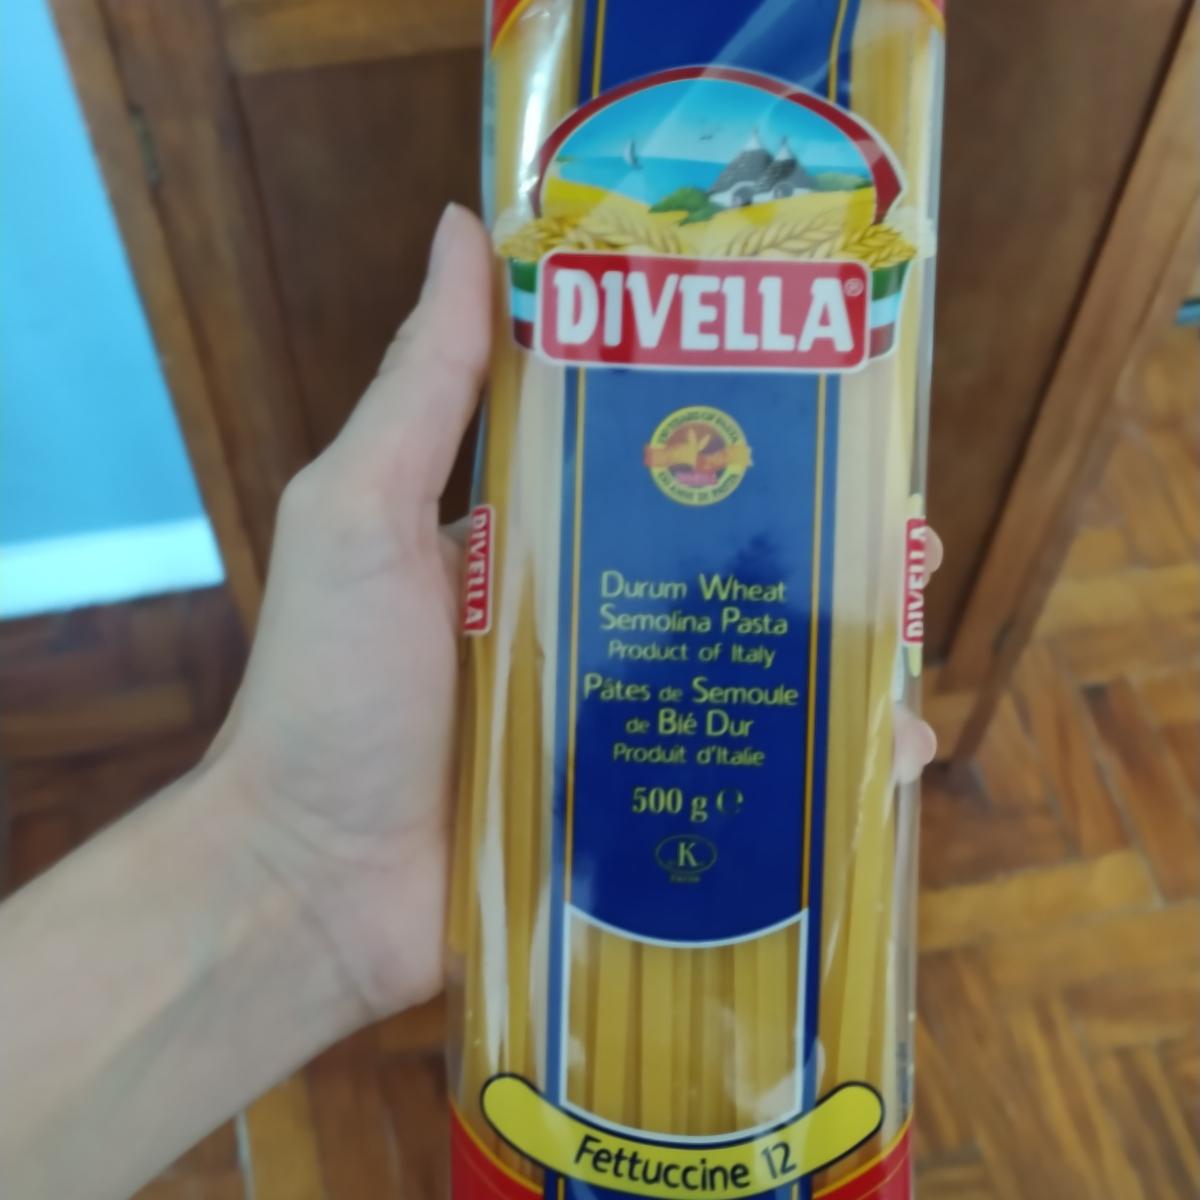 DIVELLA®
DIVELLA
DIVELLA
Durum Wheat
Semolina Pasta
Product of Italy
Pâtes de Semoule
de Blé Dur
Produit d'Italie
500 g ℮
K
Fettuccine 12